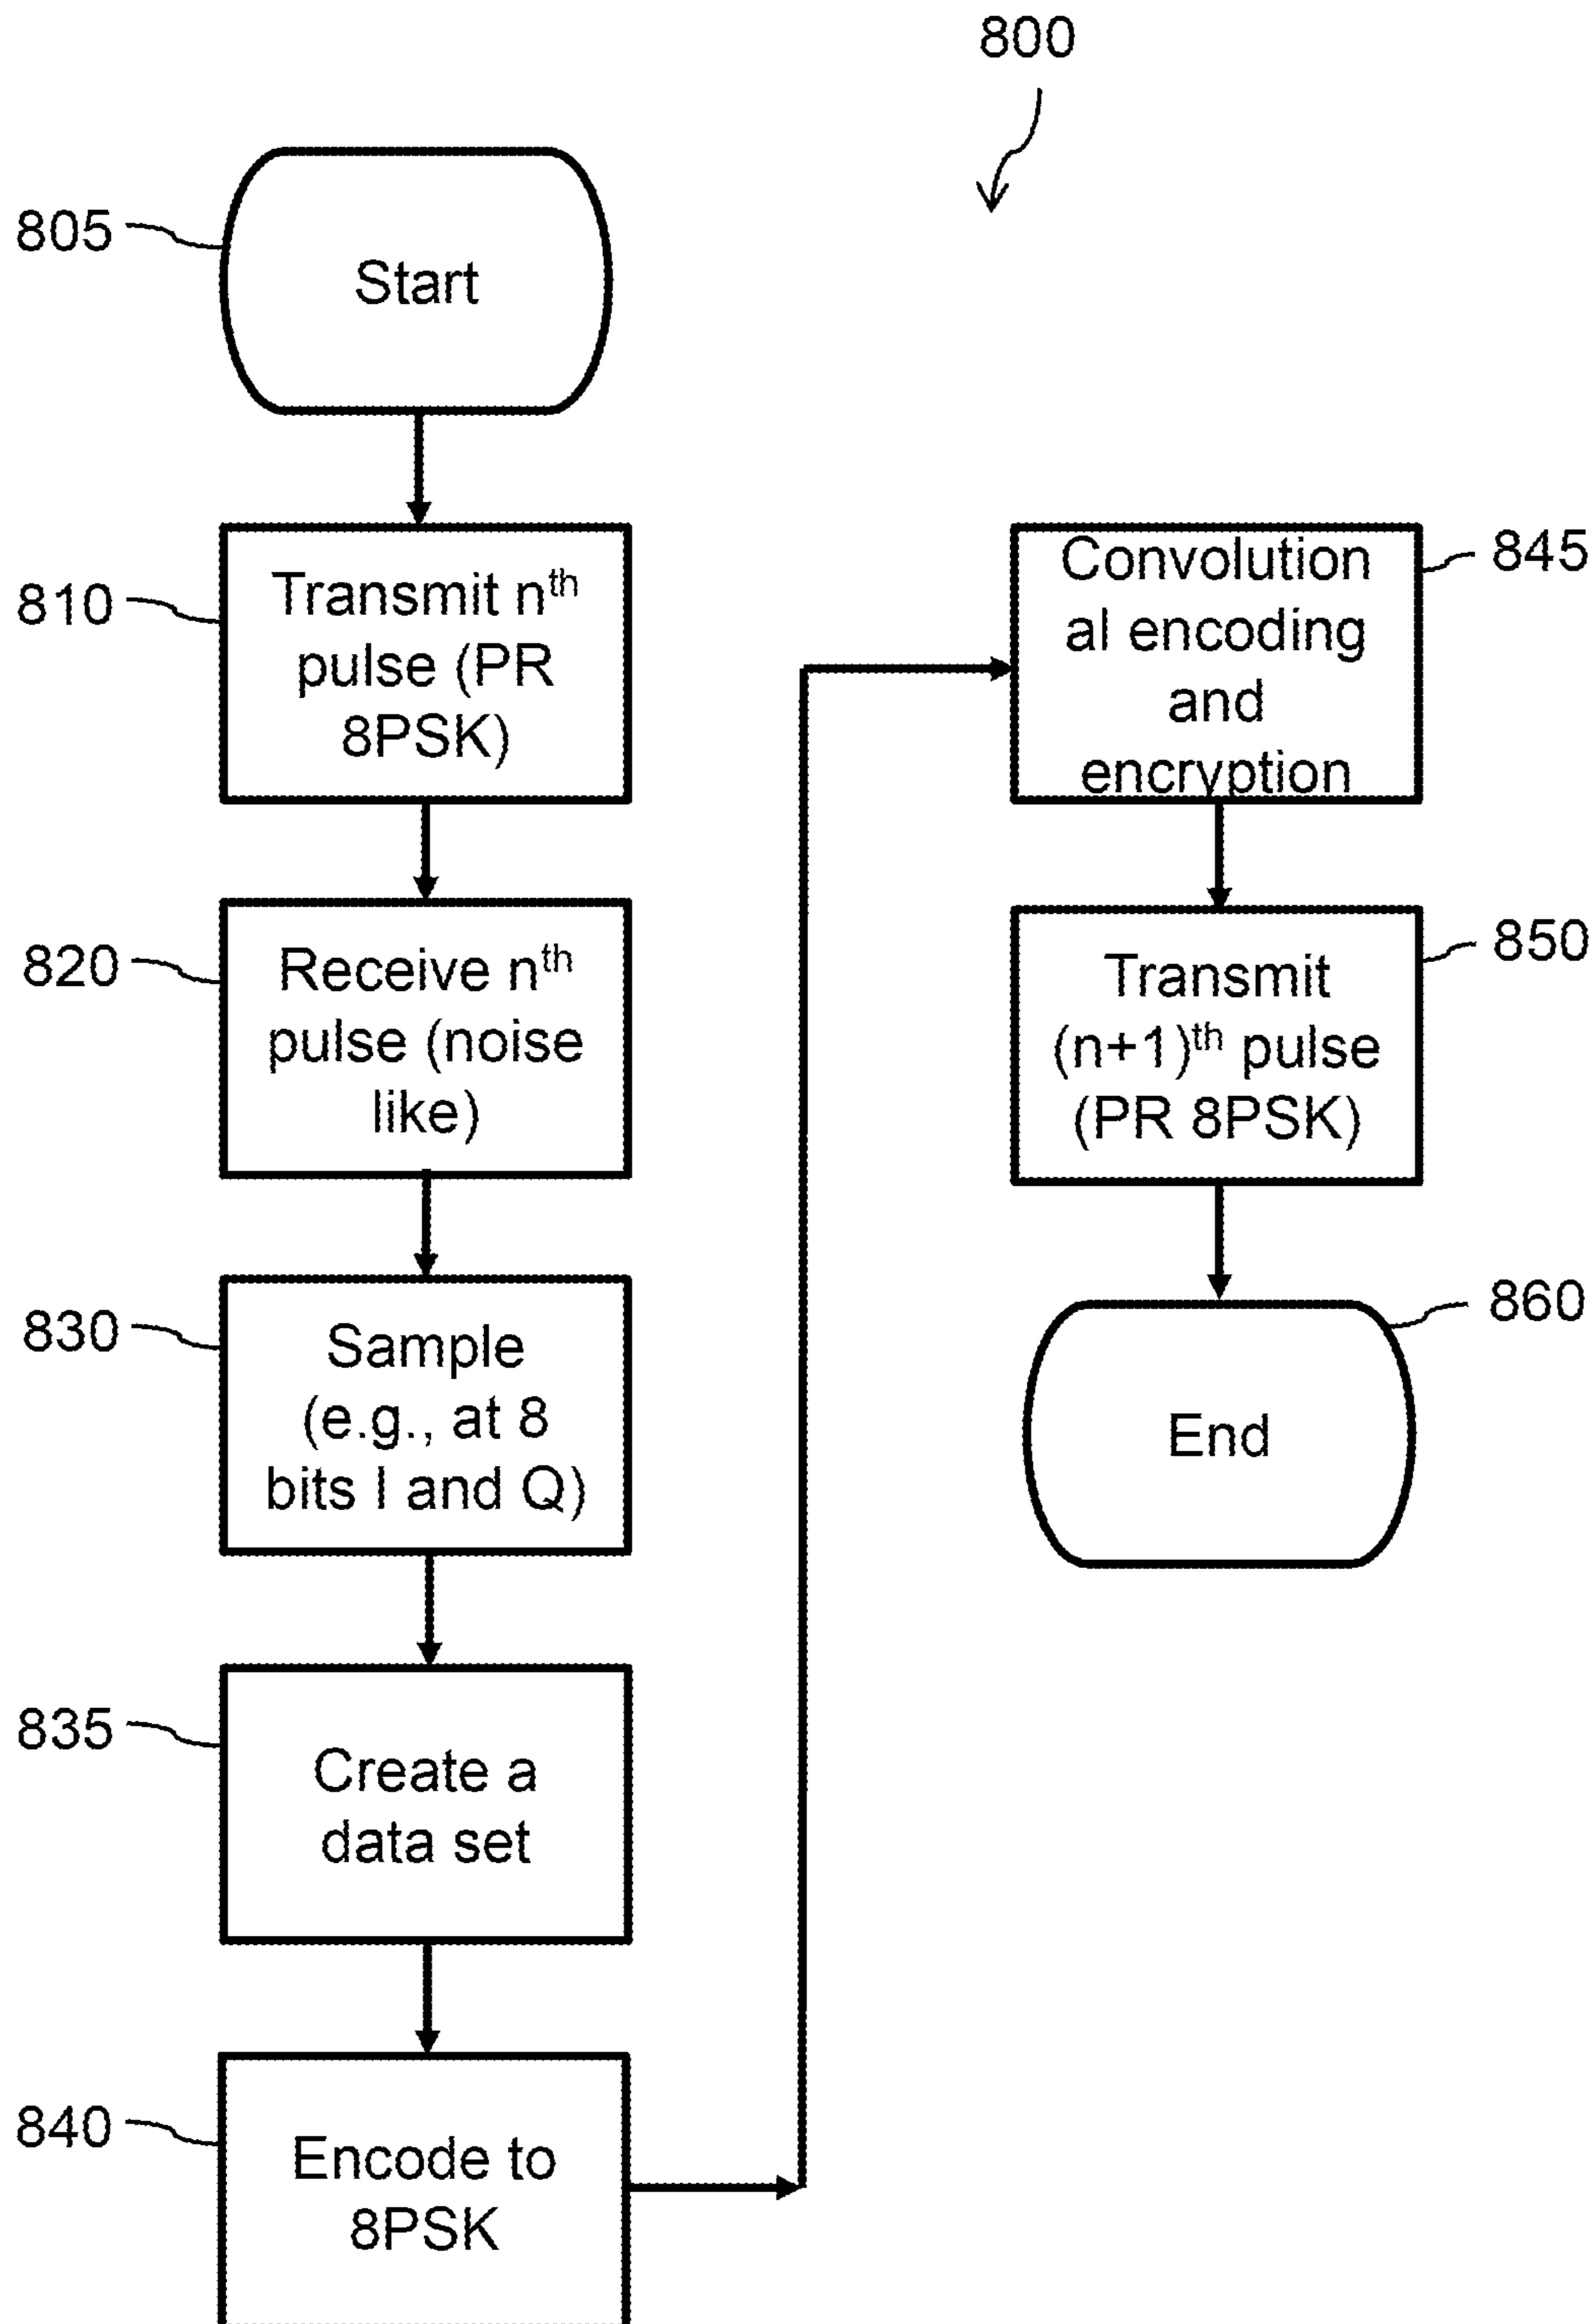 800
805
Start
810
Transmit nth
pulse (PR
8PSK)
820
Receive nth
pulse (noise
like)
830
Sample
(e.g., at 8
bits I and Q)
835
Create a
data set
840
Encode to
8PSK
845
Convolution
al encoding
and
encryption
850
Transmit
(n+1)th pulse
(PR 8PSK)
860
End